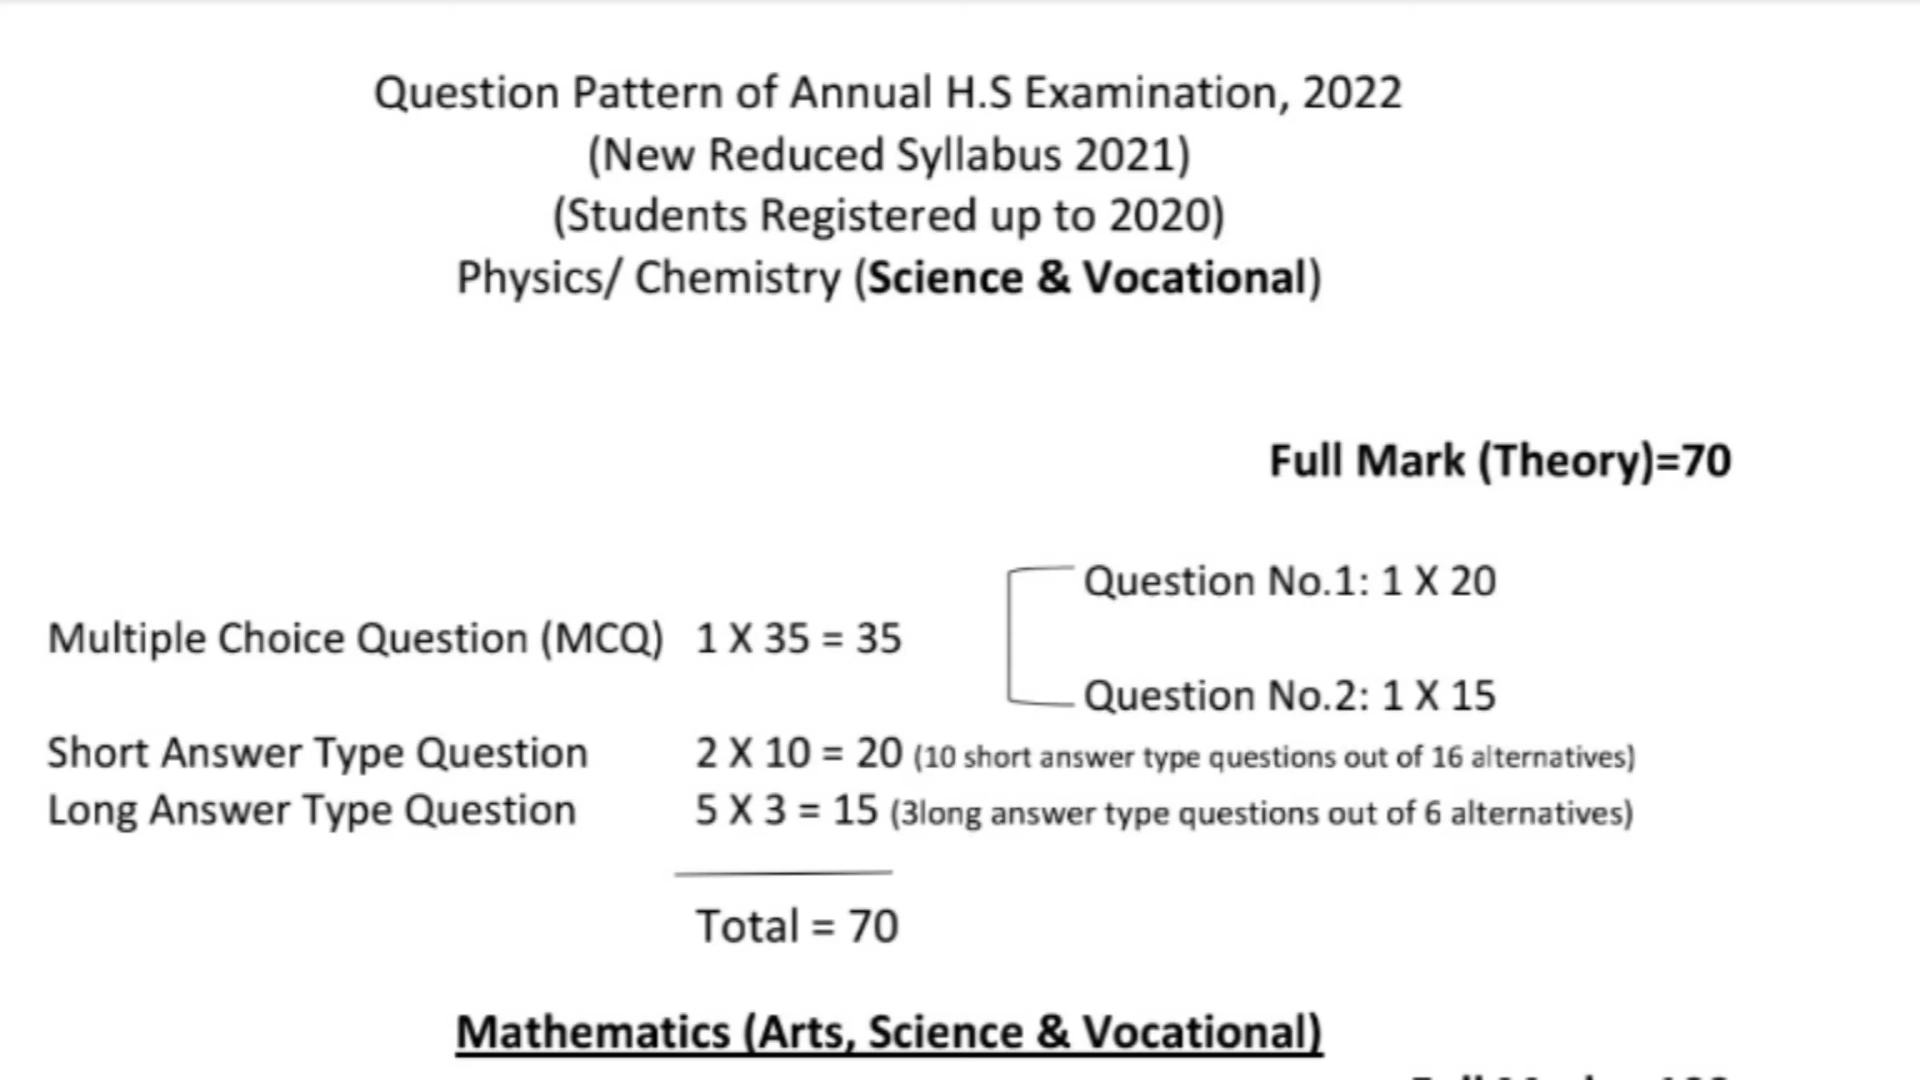 Question Pattern of Annual H.S Examination, 2022
(New Reduced Syllabus 2021)
(Students Registered up to 2020)
Physics/ Chemistry (Science & Vocational)
Full Mark (Theory)=70
Question No.1: 1 X 20
Multiple Choice Question (MCQ) 1 X 35 = 35
Question No.2: 1 X 15
Short Answer Type Question 2 X 10 = 20 (10 short answer type questions out of 16 alternatives)
Long Answer Type Question 5 X 3 = 15 (3long answer type questions out of 6 alternatives)
Total = 70
Mathematics (Arts, Science & Vocational)